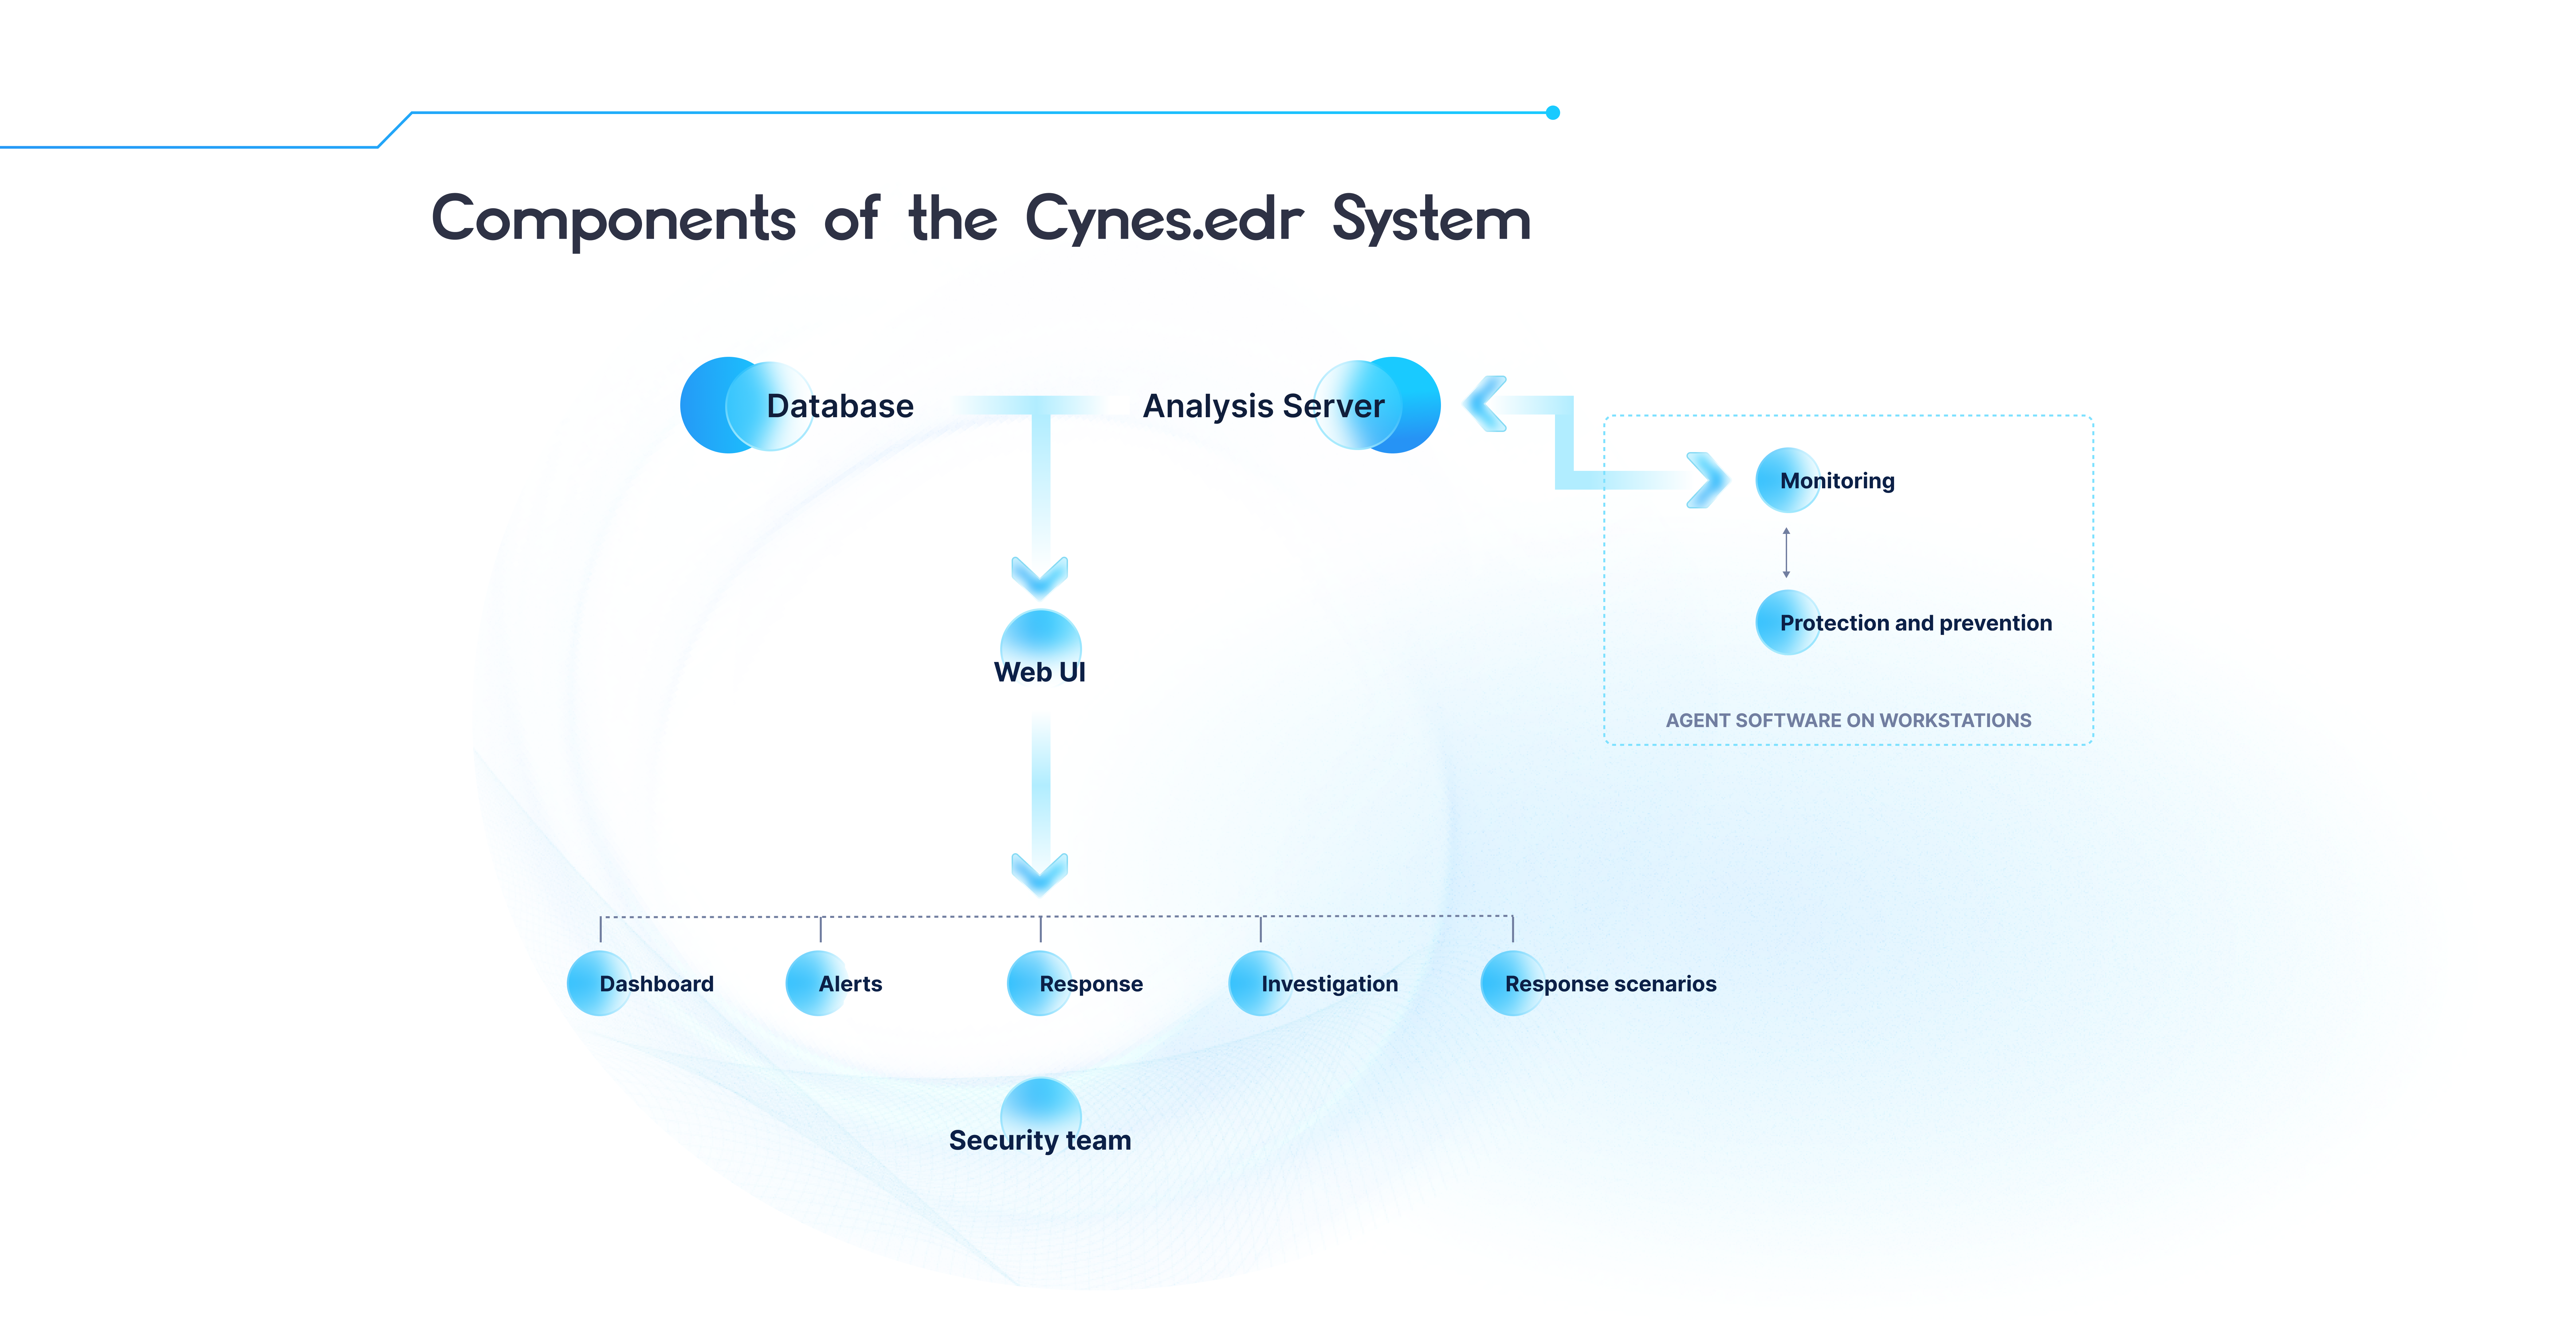 Components of the Cynes.edr System
Database
Analysis Server
Monitoring
Protection and prevention
Web UI
AGENT SOFTWARE ON WORKSTATIONS
Dashboard
Alerts
Response
Investigation
Response scenarios
Security team